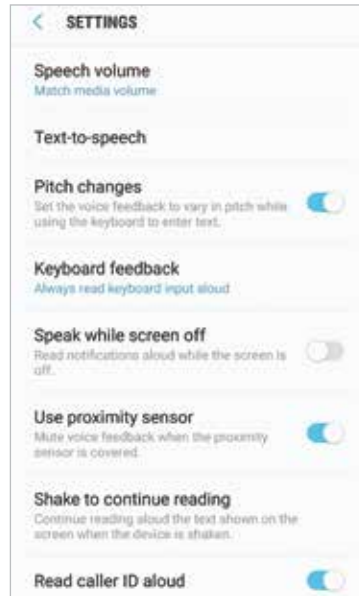 SETTINGS
Speech volume
Match media volume
Text-to-speech
Pitch changes
Set the voice feedback to vary in pitch while
using the keyboard to enter text.
Keyboard feedback
Always read keyboard input aloud
Speak while screen off
Read notifications aloud while the screen is
off.
Use proximity sensor
Mute voice feedback when the proximity
sensor is covered.
Shake to continue reading
Continue reading aloud the text shown on the
screen when the device is shaken.
Read caller ID aloud